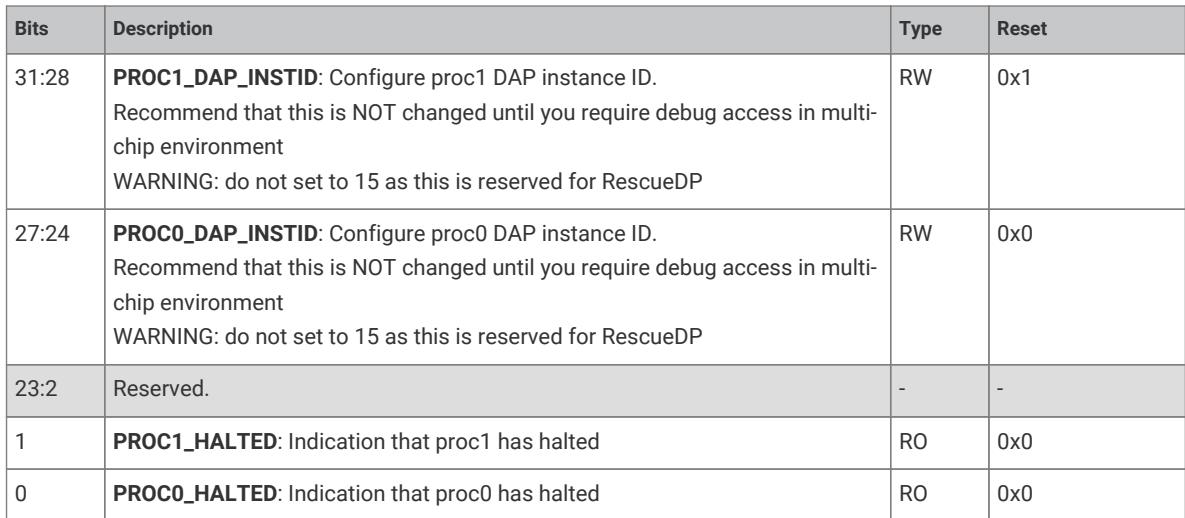 Bits Description Type Reset
31:28 PROC1_DAP_INSTID: Configure proc1 DAP instance ID. RW 0x1
Recommend that this is NOT changed until you require debug access in multi-
chip environment
WARNING: do not set to 15 as this is reserved for RescueDP
27:24 PROC0_DAP_INSTID: Configure proc0 DAP instance ID. RW 0x0
Recommend that this is NOT changed until you require debug access in multi-
chip environment
WARNING: do not set to 15 as this is reserved for RescueDP
23:2 Reserved. - -
1 PROC1_HALTED: Indication that proc1 has halted RO 0x0
0 PROC0_HALTED: Indication that proc0 has halted RO 0x0